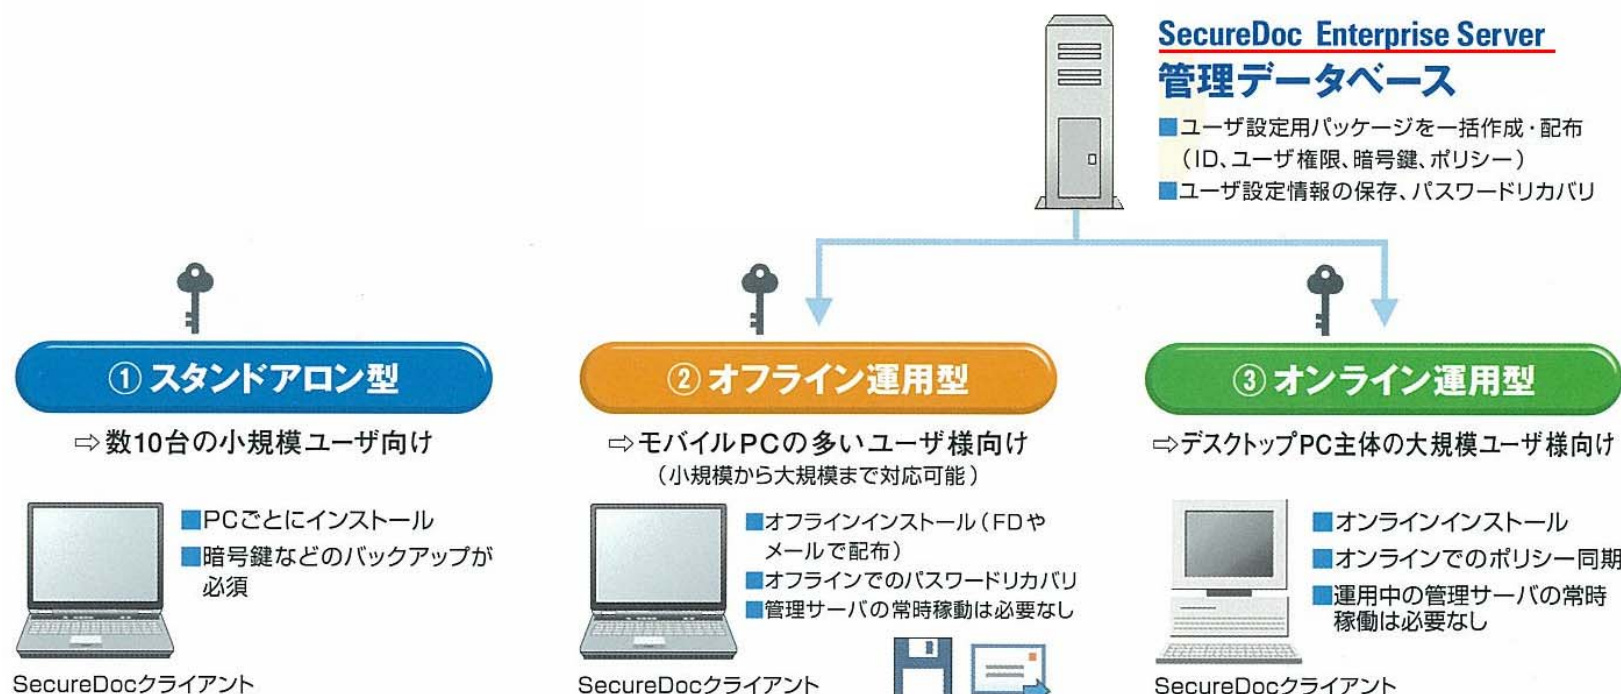 SecureDoc Enterprise Server
管理データベース
■ユーザ設定用パッケージを一括作成・配布
（ID、ユーザ権限、暗号鍵、ポリシー）
■ユーザ設定情報の保存、パスワードリカバリ
① スタンドアロン型
⇨数10台の小規模ユーザ向け
■PCごとにインストール
■暗号鍵などのバックアップが
必須
SecureDocクライアント
② オフライン運用型
⇨モバイルPCの多いユーザ様向け
（小規模から大規模まで対応可能）
■オフラインインストール（FDや
メールで配布）
■オフラインでのパスワードリカバリ
■管理サーバの常時稼動は必要なし
SecureDocクライアント
③ オンライン運用型
⇨デスクトップPC主体の大規模ユーザ様向け
■オンラインインストール
■オンラインでのポリシー同期
■運用中の管理サーバの常時
稼働は必要なし
SecureDocクライアント